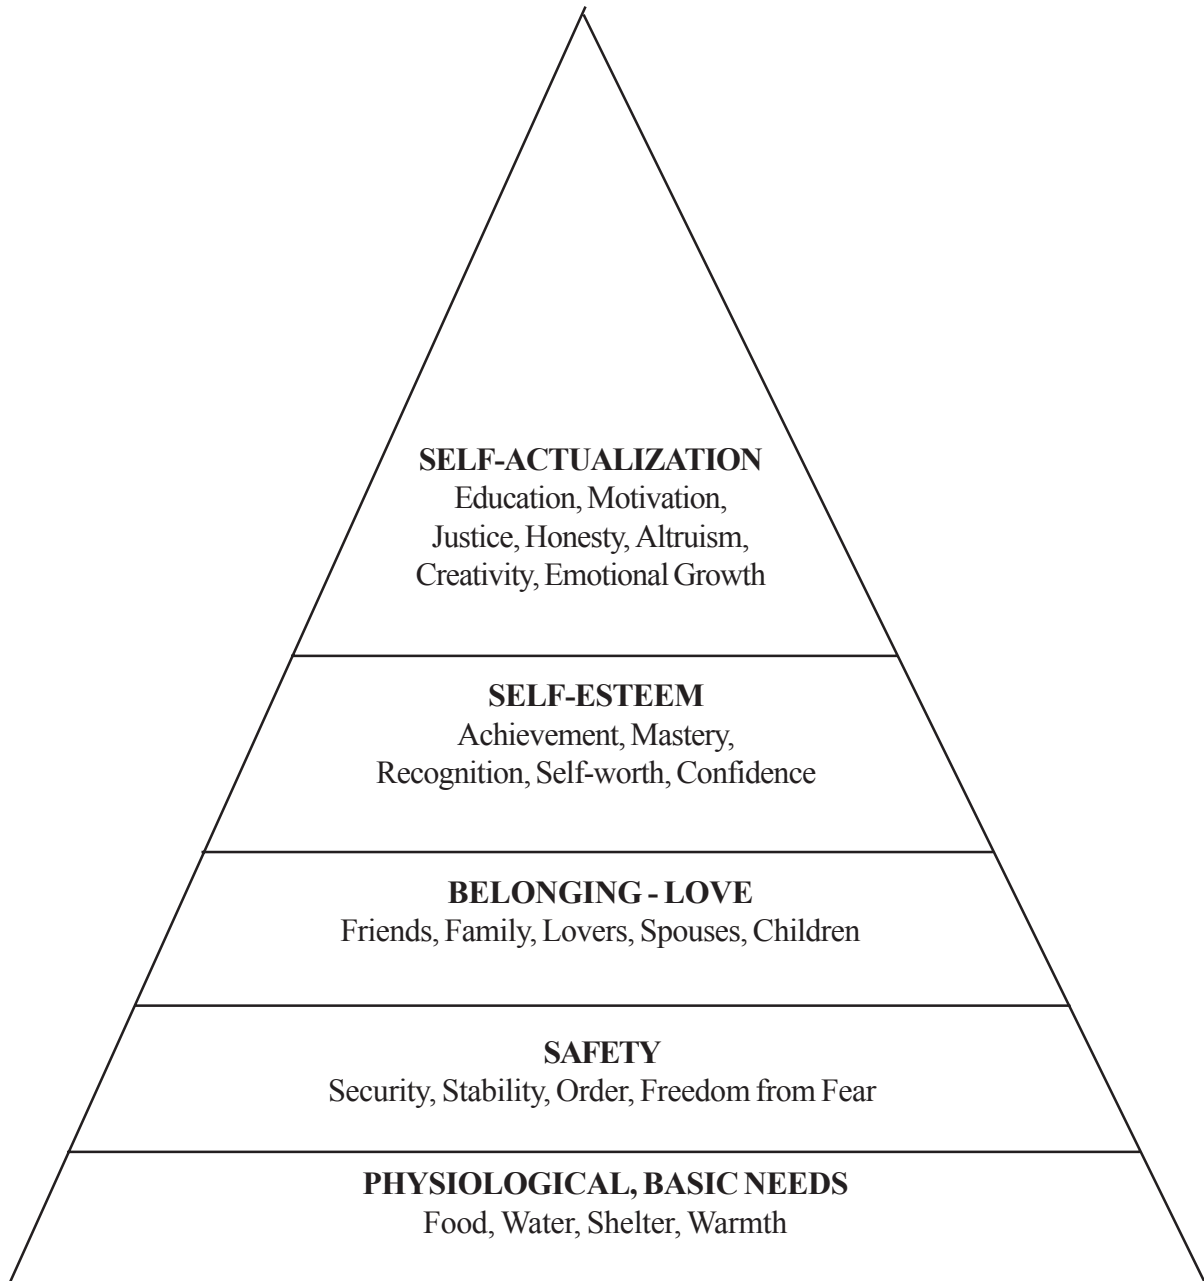 SELF-ACTUALIZATION
Education, Motivation,
Justice, Honesty, Altruism,
Creativity, Emotional Growth
SELF-ESTEEM
Achievement, Mastery,
Recognition, Self-worth, Confidence
BELONGING - LOVE
Friends, Family, Lovers, Spouses, Children
SAFETY
Security, Stability, Order, Freedom from Fear
PHYSIOLOGICAL, BASIC NEEDS
Food, Water, Shelter, Warmth